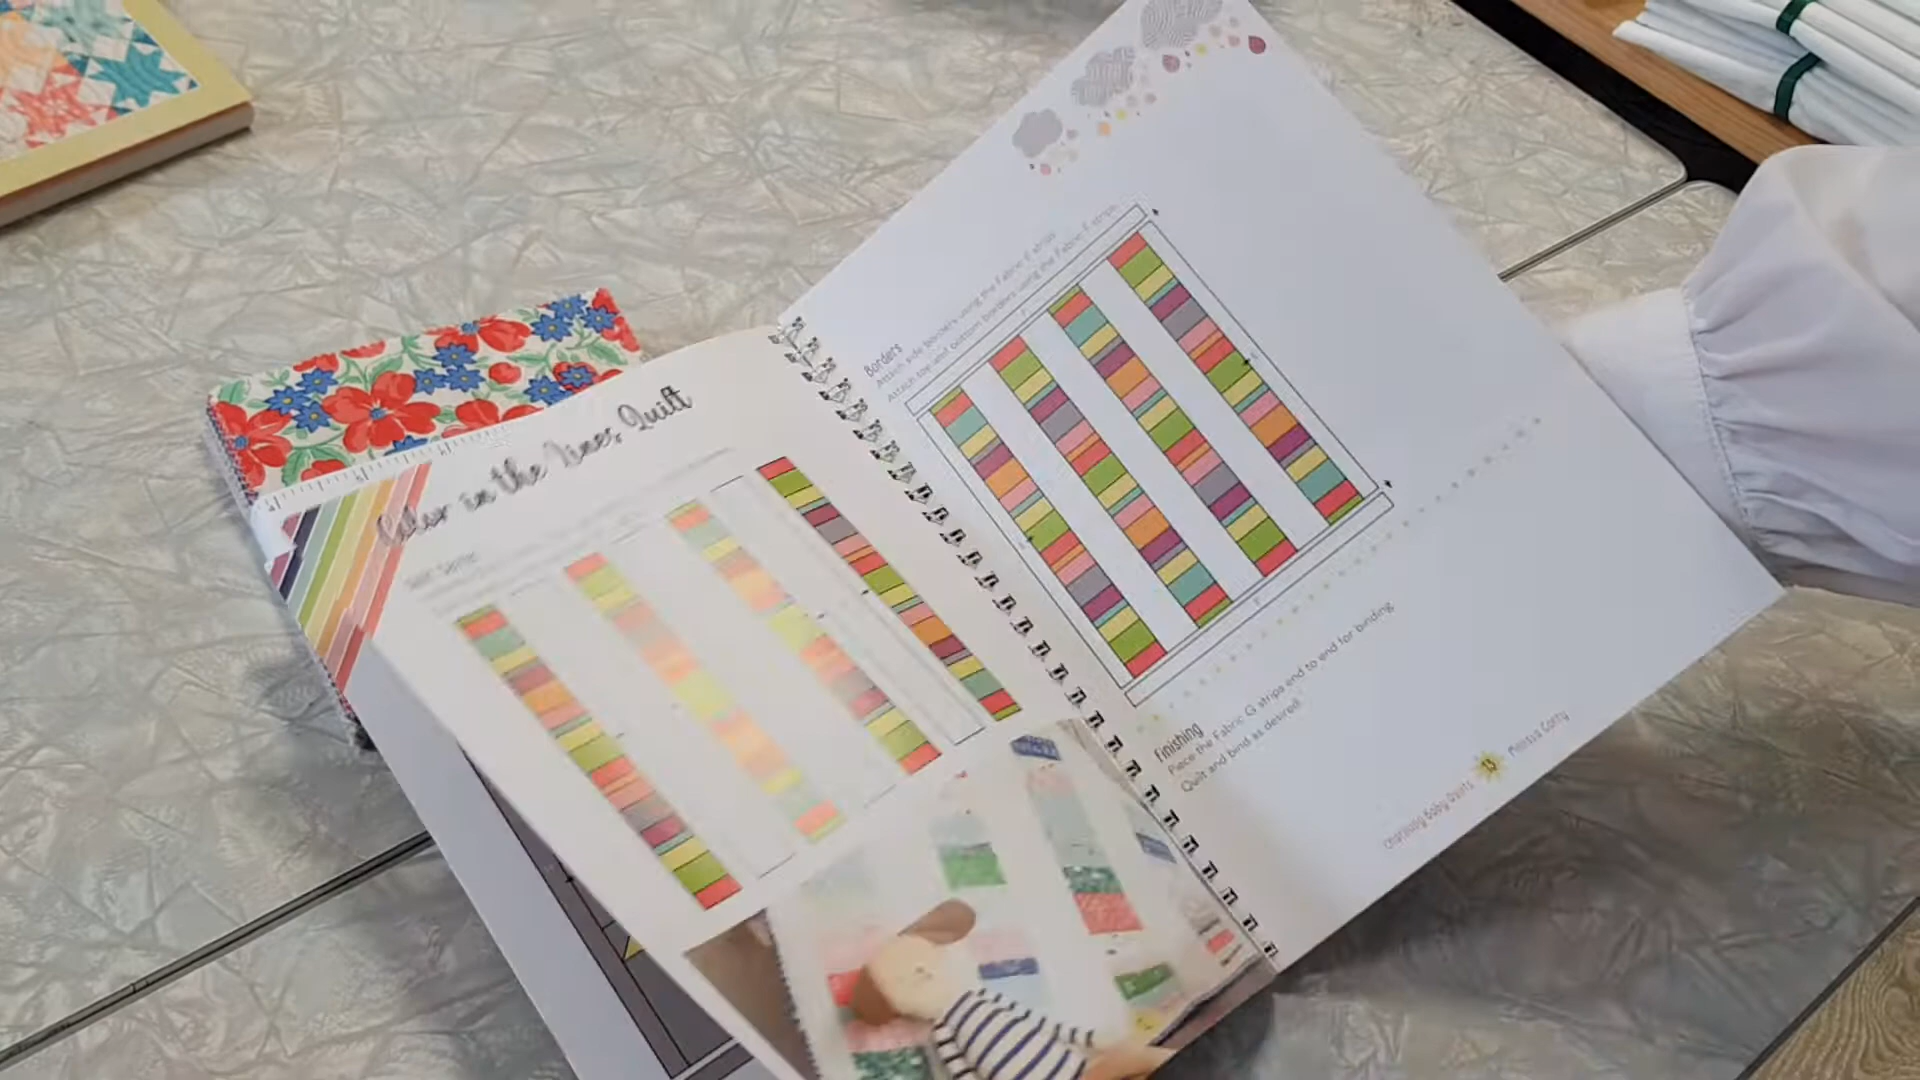 Color in the Lines Quilt
Borders
Attach side borders using the Fabric E strips.
Attach top and bottom borders using the Fabric F strips.
Finishing
Piece the Fabric G strips end to end for binding.
Quilt and bind as desired.
Charming Baby Quilts 13 Melissa Corry